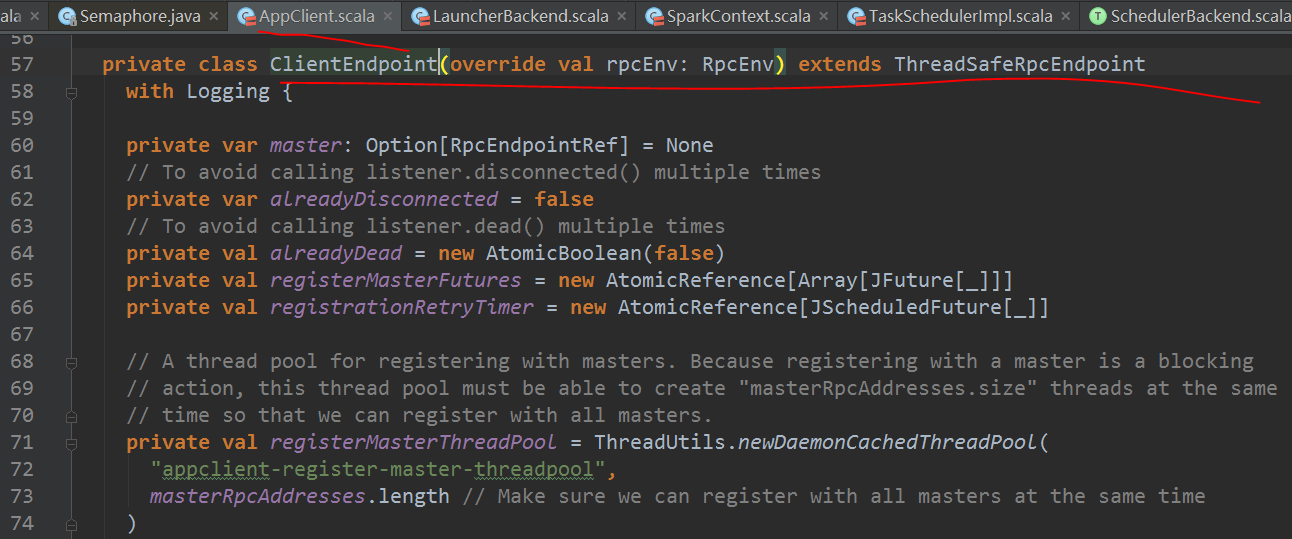 ala × Semaphore.java × AppClient.scala × LauncherBackend.scala × SparkContext.scala × TaskSchedulerImpl.scala × SchedulerBackend.scala
56
57 private class ClientEndpoint(override val rpcEnv: RpcEnv) extends ThreadSafeRpcEndpoint
58 with Logging {
59
60 private var master: Option[RpcEndpointRef] = None
61 // To avoid calling listener.disconnected() multiple times
62 private var alreadyDisconnected = false
63 // To avoid calling listener.dead() multiple times
64 private val alreadyDead = new AtomicBoolean(false)
65 private val registerMasterFutures = new AtomicReference[Array[JFuture[_]]]
66 private val registrationRetryTimer = new AtomicReference[JScheduledFuture[_]]
67
68 // A thread pool for registering with masters. Because registering with a master is a blocking
69 // action, this thread pool must be able to create "masterRpcAddresses.size" threads at the same
70 // time so that we can register with all masters.
71 private val registerMasterThreadPool = ThreadUtils.newDaemonCachedThreadPool(
72 "appclient-register-master-threadpool",
73 masterRpcAddresses.length // Make sure we can register with all masters at the same time
74 )